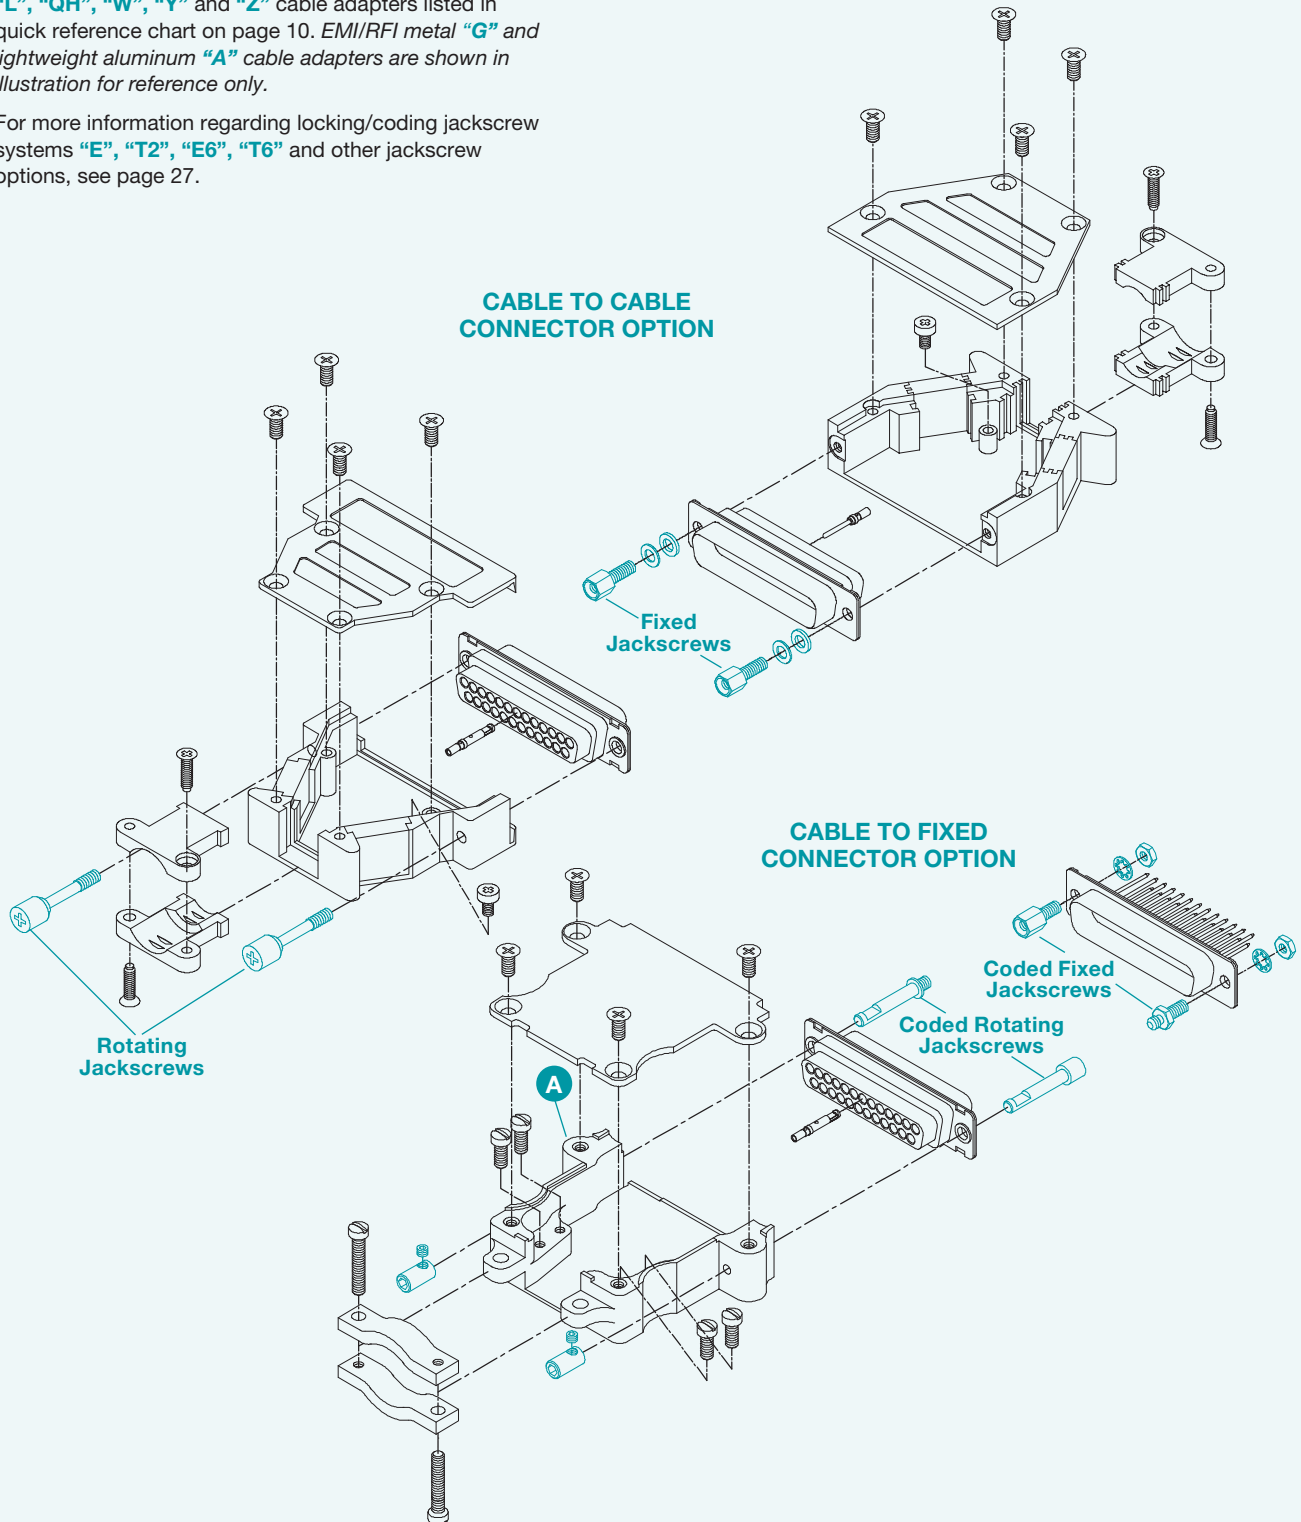 “L”, “QH”, “W”, “Y” and “Z” cable adapters listed in
quick reference chart on page 10. EMI/RFI metal “G” and
lightweight aluminum “A” cable adapters are shown in
illustration for reference only.
For more information regarding locking/coding jackscrew
systems “E”, “T2”, “E6”, “T6” and other jackscrew
options, see page 27.
CABLE TO CABLE
CONNECTOR OPTION
Fixed
Jackscrews
CABLE TO FIXED
CONNECTOR OPTION
Coded Fixed
Jackscrews
Coded Rotating
Jackscrews
Rotating
Jackscrews
A